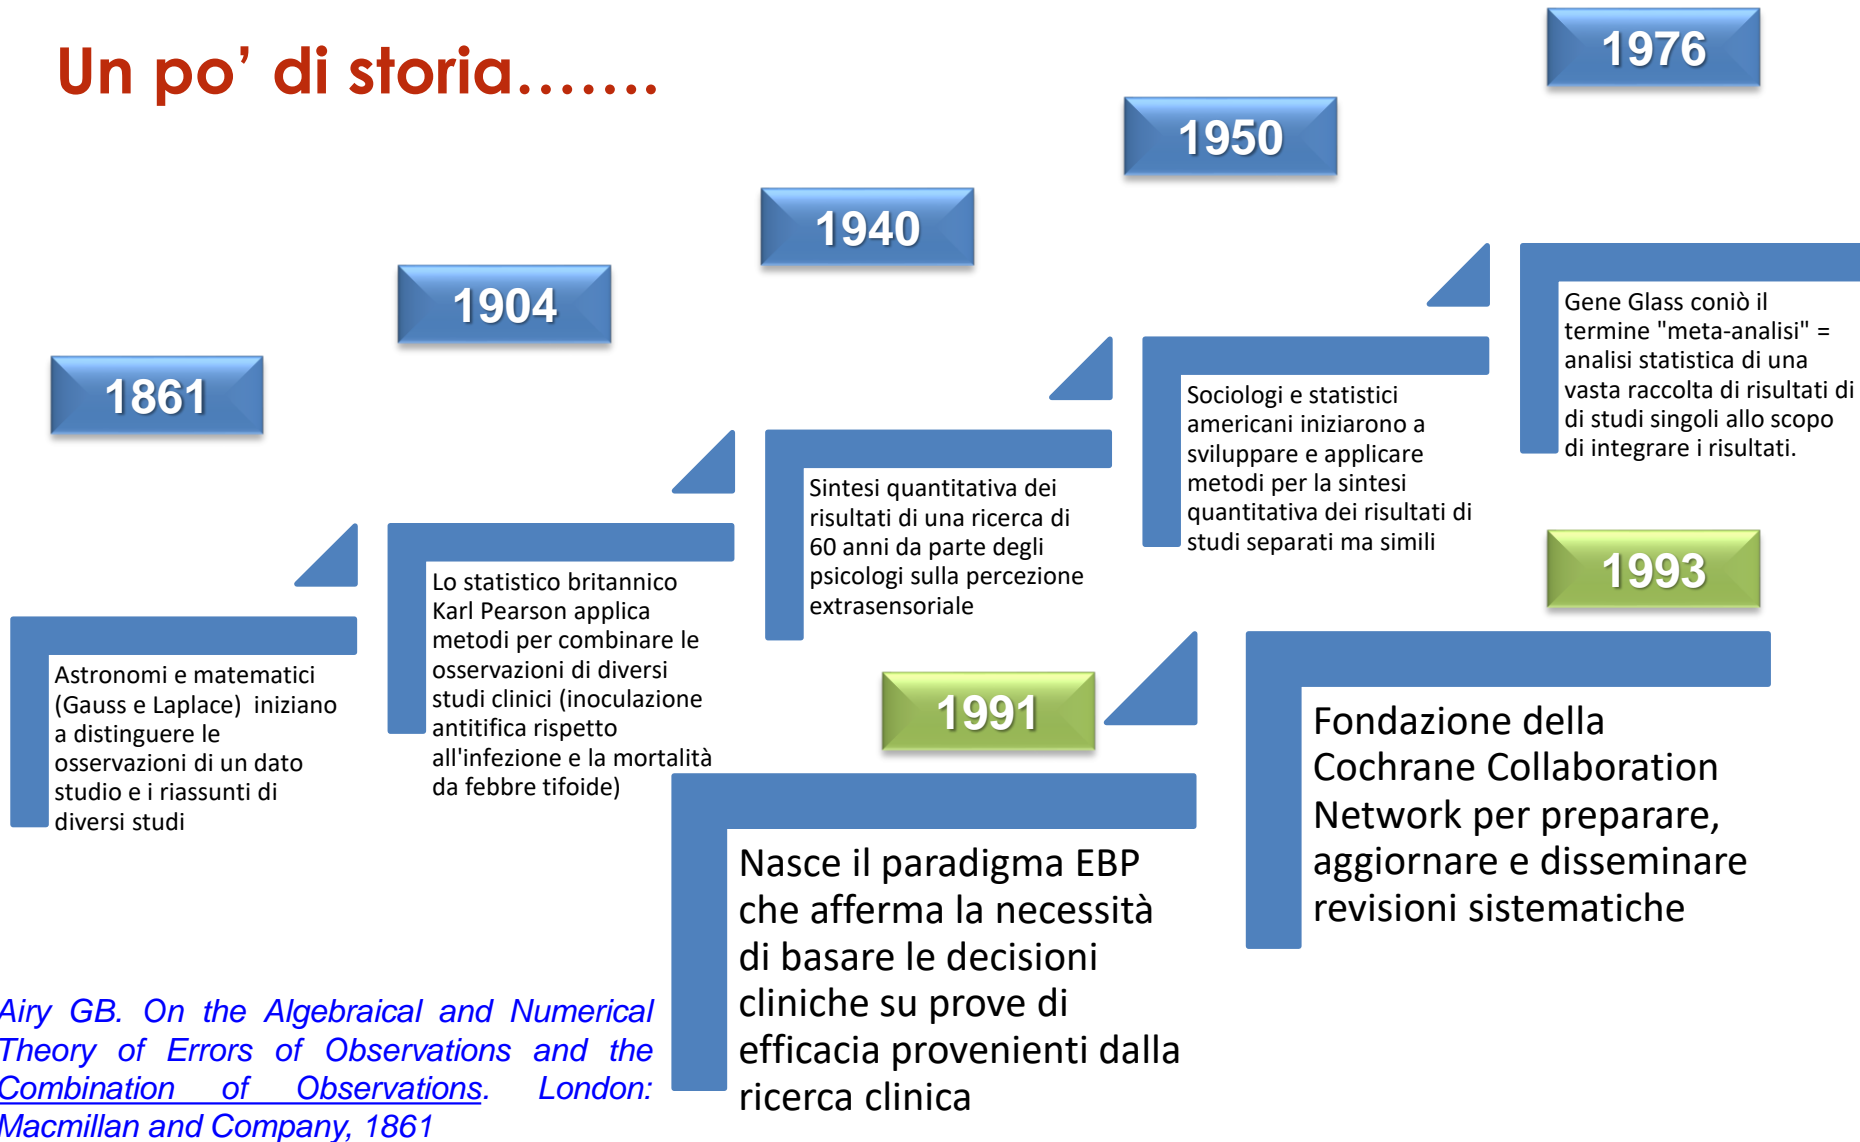 Un po’ di storia.......
1861
Astronomi e matematici
(Gauss e Laplace)  iniziano
a distinguere le
osservazioni di un dato
studio e i riassunti di
diversi studi
1904
Lo statistico britannico
Karl Pearson applica
metodi per combinare le
osservazioni di diversi
studi clinici (inoculazione
antitifica rispetto
all'infezione e la mortalità
da febbre tifoide)
1940
Sintesi quantitativa dei
risultati di una ricerca di
60 anni da parte degli
psicologi sulla percezione
extrasensoriale
1950
Sociologi e statistici
americani iniziarono a
sviluppare e applicare
metodi per la sintesi
quantitativa dei risultati di
studi separati ma simili
1976
Gene Glass coniò il
termine "meta-analisi" =
analisi statistica di una
vasta raccolta di risultati di
di studi singoli allo scopo
di integrare i risultati.
1991
Nasce il paradigma EBP
che afferma la necessità
di basare le decisioni
cliniche su prove di
efficacia provenienti dalla
ricerca clinica
1993
Fondazione della
Cochrane Collaboration
Network per preparare,
aggiornare e disseminare
revisioni sistematiche
Airy GB. On the Algebraical and Numerical
Theory of Errors of Observations and the
Combination of Observations. London:
Macmillan and Company, 1861